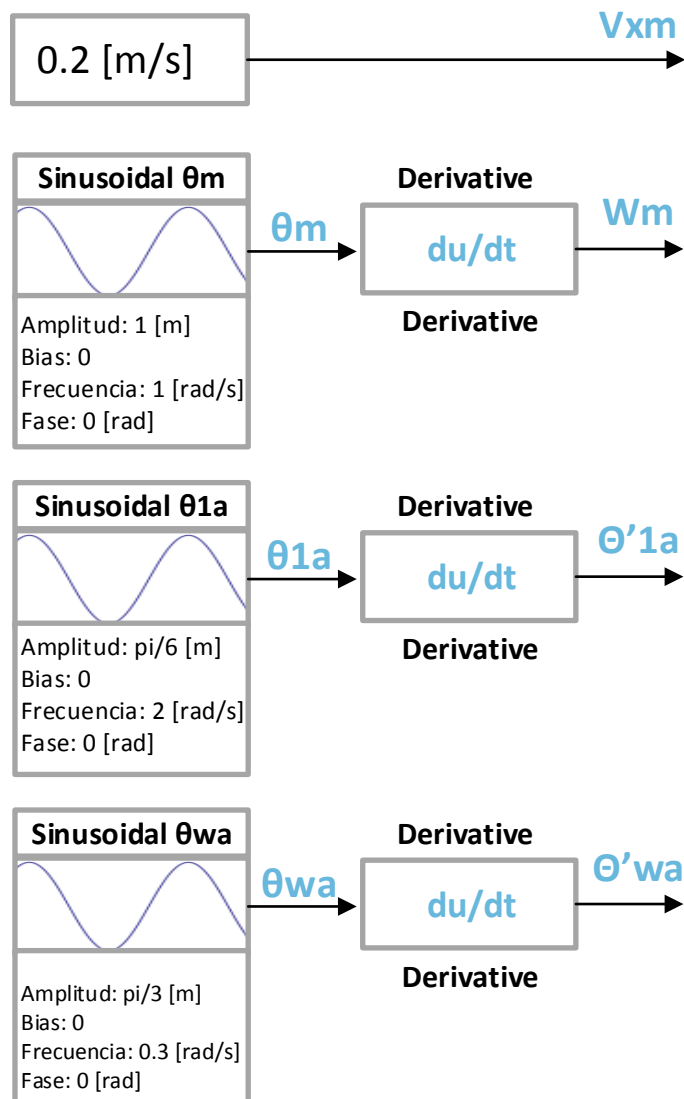 Vxm
0.2 [m/s]
Sinusoidal θm
Derivative
θm
du/dt
Wm
Derivative
Amplitud: 1 [m]
Bias: 0
Frecuencia: 1 [rad/s]
Fase: 0 [rad]
Sinusoidal θ1a
Derivative
θ1a
du/dt
Θ’1a
Derivative
Amplitud: pi/6 [m]
Bias: 0
Frecuencia: 2 [rad/s]
Fase: 0 [rad]
Sinusoidal θwa
Derivative
θwa
du/dt
Θ’wa
Derivative
Amplitud: pi/3 [m]
Bias: 0
Frecuencia: 0.3 [rad/s]
Fase: 0 [rad]